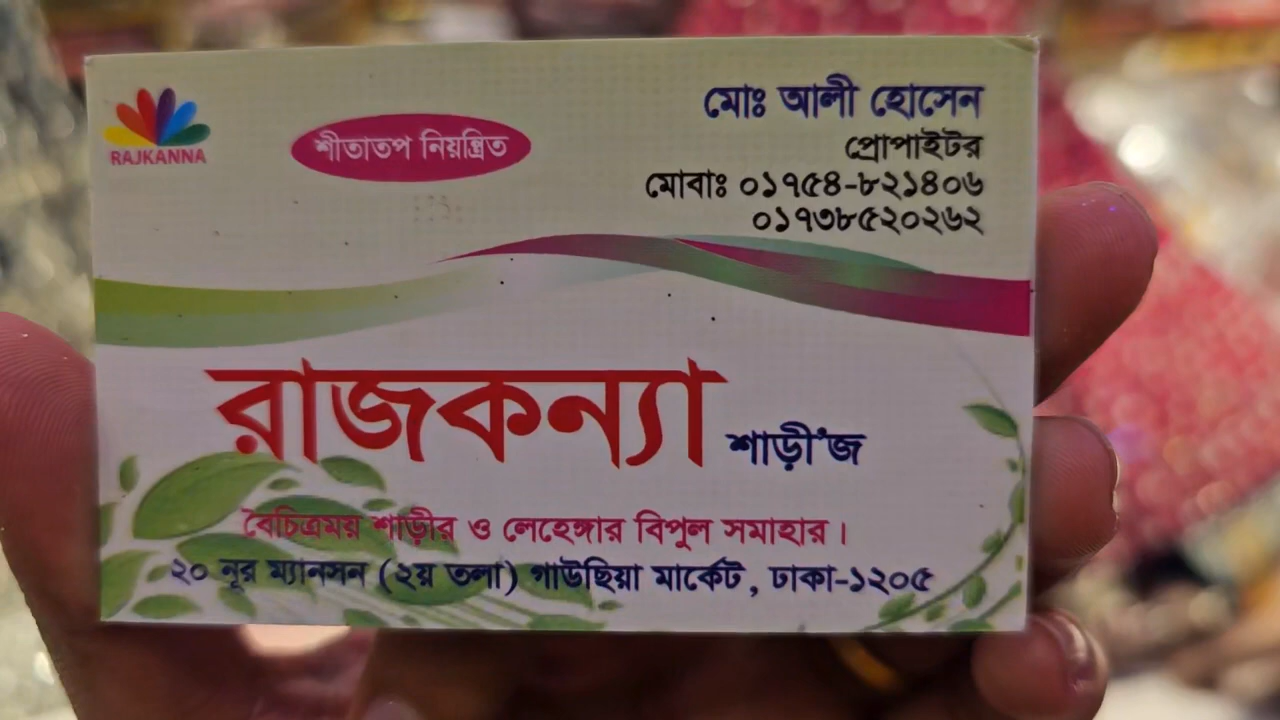 RAJKANNA
শীতাতপ নিয়ন্ত্রিত
মোঃ আলী হোসেন
প্রোপাইটর
মোবাঃ ০১৭৫৪-৮২১৪০৬
০১৭৩৮৫২০২৬২
রাজকন্যা শাড়ী'জ
বৈচিত্রময় শাড়ীর ও লেহেঙ্গার বিপুল সমাহার।
২০ নূর ম্যানসন (২য় তলা) গাউছিয়া মার্কেট, ঢাকা-১২০৫